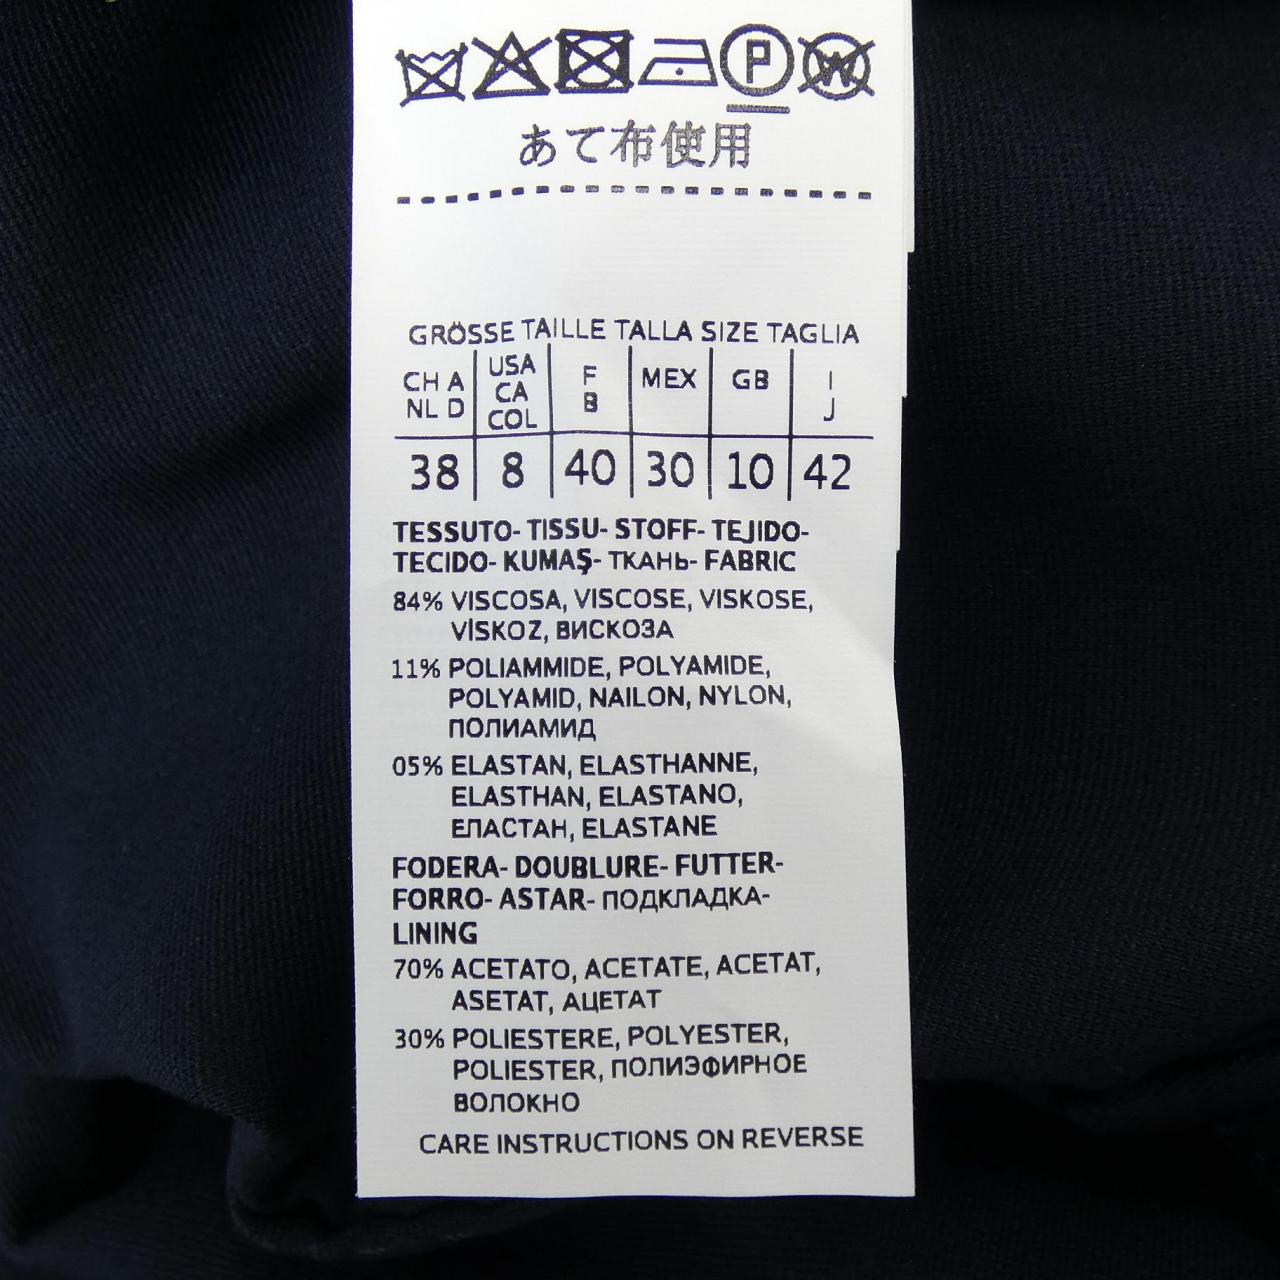 P W
あて布使用
GRÖSSE TAILLE TALLA SIZE TAGLIA
CH A NL D USA CA COL F B MEX GB I J
38 8 40 30 10 42
TESSUTO- TISSU- STOFF- TEJIDO-
TECIDO- KUMAŞ- ТКАНЬ- FABRIC
84% VISCOSA, VISCOSE, VISKOSE,
VİSKOZ, ВИСКОЗА
11% POLIAMMIDE, POLYAMIDE,
POLYAMID, NAILON, NYLON,
ПОЛИАМИД
05% ELASTAN, ELASTHANNE,
ELASTHAN, ELASTANO,
ЕЛАСТАН, ELASTANE
FODERA- DOUBLURE- FUTTER-
FORRO- ASTAR- ПОДКЛАДКА-
LINING
70% ACETATO, ACETATE, ACETAT,
ASETAT, АЦЕТАТ
30% POLIESTERE, POLYESTER,
POLIESTER, ПОЛИЭФИРНОЕ
ВОЛОКНО
CARE INSTRUCTIONS ON REVERSE